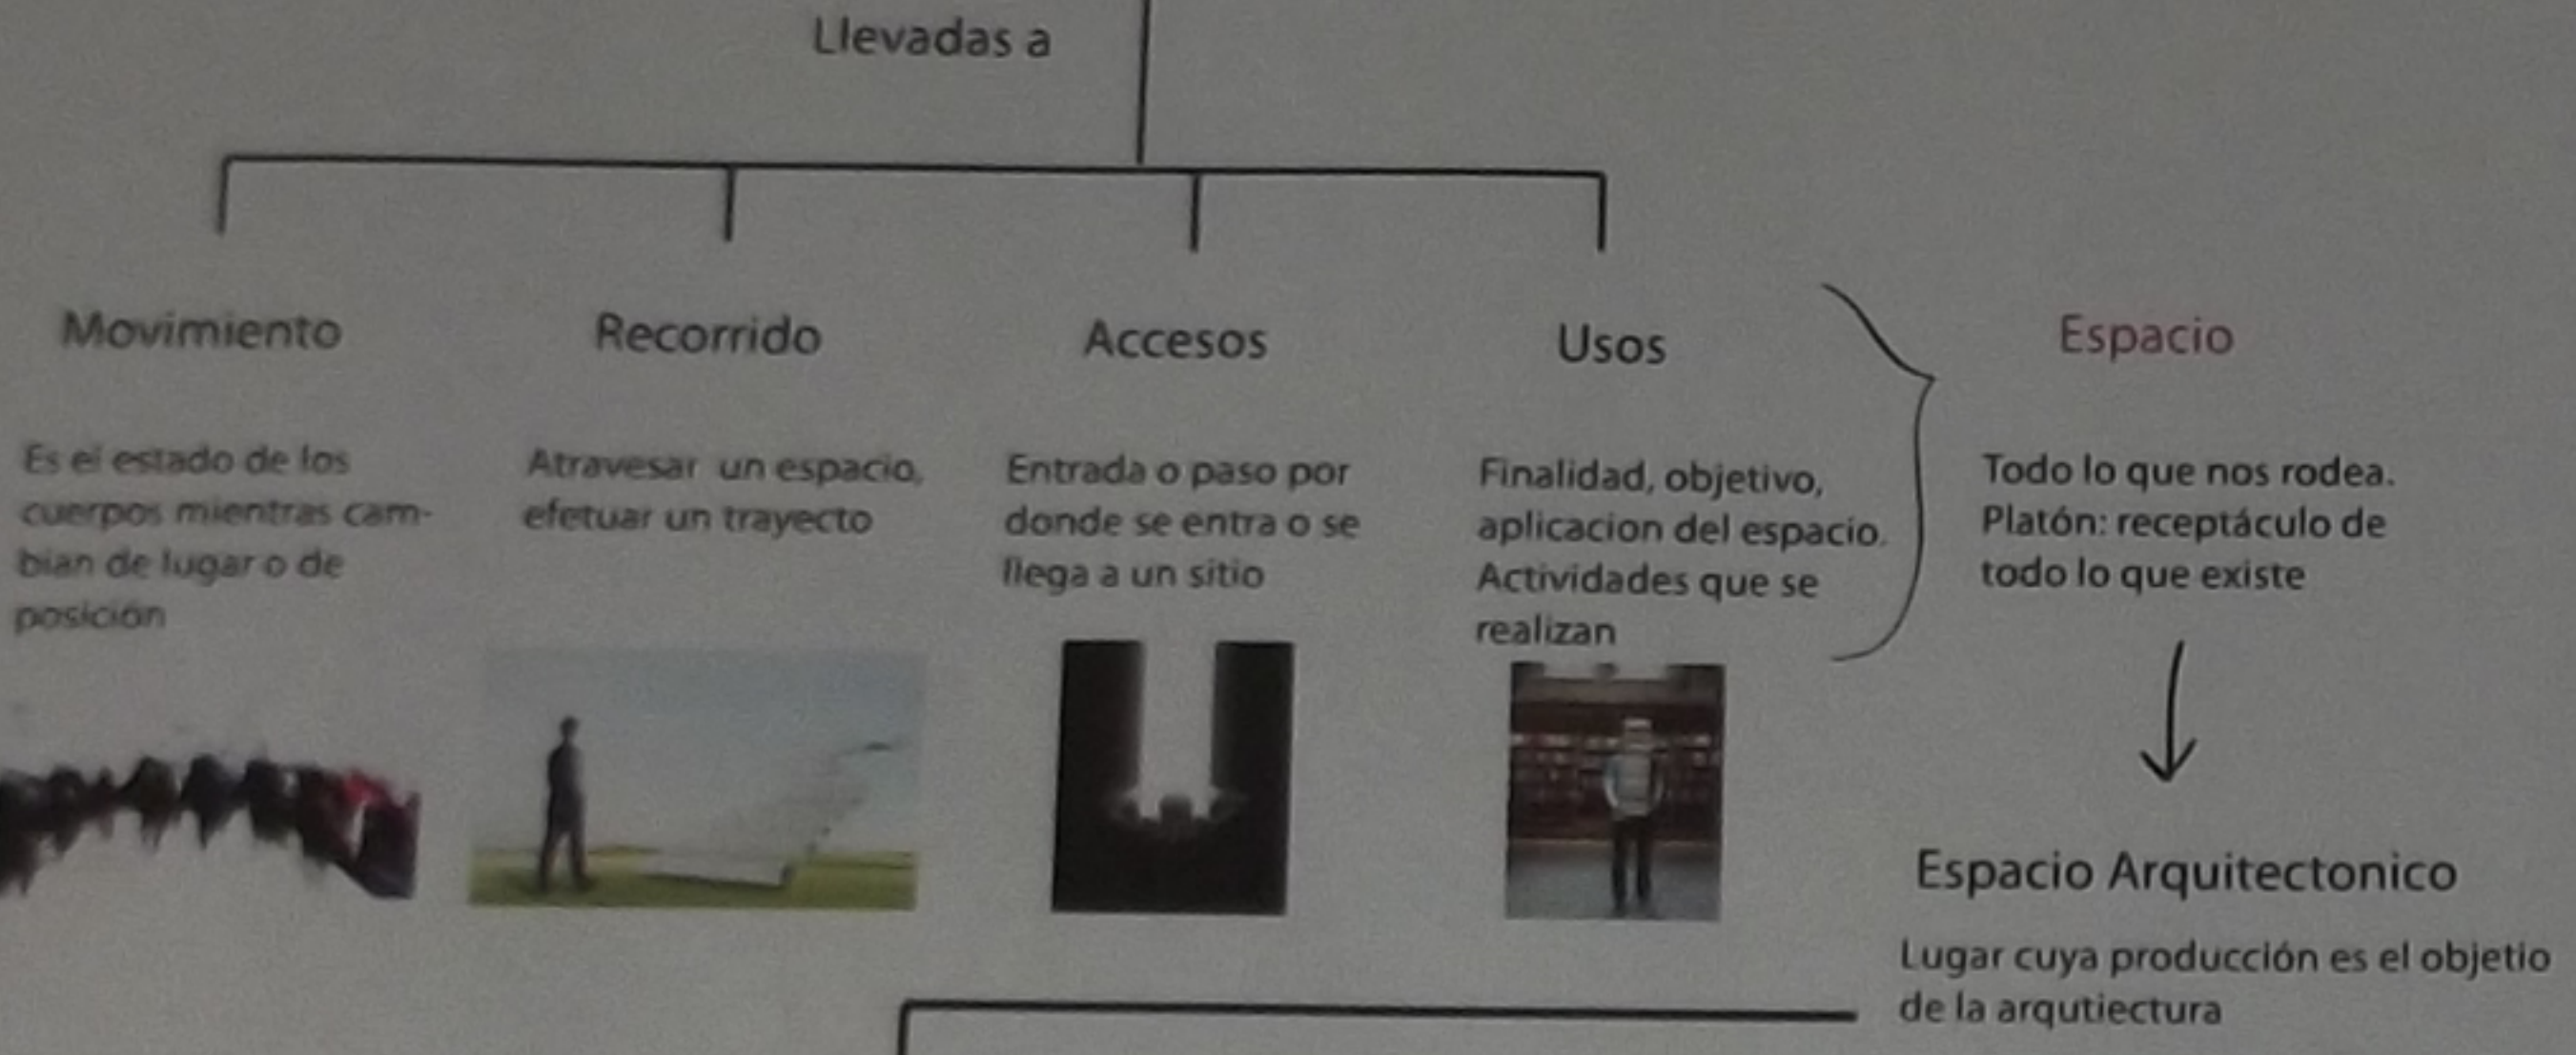 Llevadas a
Movimiento
Recorrido
Accesos
Usos
Espacio
Es el estado de los
cuerpos mientras cam-
bian de lugar o de
posición
Atravesar un espacio,
efetuar un trayecto
Entrada o paso por
donde se entra o se
llega a un sitio
Finalidad, objetivo,
aplicacion del espacio.
Actividades que se
realizan
Todo lo que nos rodea.
Platón: receptáculo de
todo lo que existe
Espacio Arquitectonico
Lugar cuya producción es el objetio
de la arqutiectura